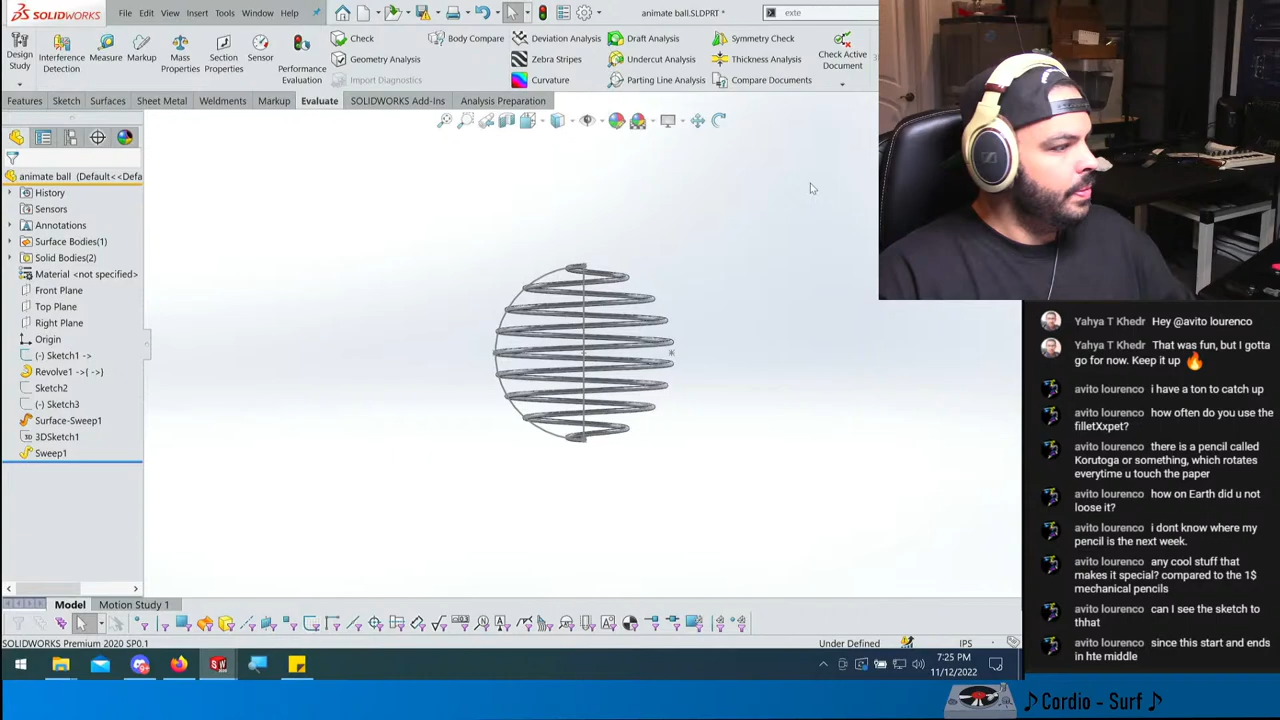 SOLIDWORKS File Edit View Insert Tools Window Help animate ball.SLDPRT * exte
Design Study
Interference Detection
Measure
Markup
Mass Properties
Section Properties
Sensor
Performance Evaluation
Check
Geometry Analysis
Import Diagnostics
Body Compare
Deviation Analysis
Zebra Stripes
Curvature
Draft Analysis
Undercut Analysis
Parting Line Analysis
Symmetry Check
Thickness Analysis
Compare Documents
Check Active Document
Features Sketch Surfaces Sheet Metal Weldments Markup Evaluate SOLIDWORKS Add-Ins Analysis Preparation
animate ball (Default<<Defa
History
Sensors
Annotations
Surface Bodies(1)
Solid Bodies(2)
Material <not specified>
Front Plane
Top Plane
Right Plane
Origin
(-) Sketch1 ->
Revolve1 ->{ ->)
Sketch2
(-) Sketch3
Surface-Sweep1
3DSketch1
Sweep1
Yahya T Khedr Hey @avito lourenco
Yahya T Khedr That was fun, but I gotta
go for now. Keep it up 🔥
avito lourenco i have a ton to catch up
avito lourenco how often do you use the
filletXxpet?
avito lourenco there is a pencil called
Korutoga or something, which rotates
everytime u touch the paper
avito lourenco how on Earth did u not
loose it?
avito lourenco i dont know where my
pencil is the next week.
avito lourenco any cool stuff that
makes it special? compared to the 1$
mechanical pencils
avito lourenco can I see the sketch to
thhat
avito lourenco since this start and ends
in hte middle
Model Motion Study 1
SOLIDWORKS Premium 2020 SP0.1 Under Defined IPS
7:25 PM
11/12/2022
♪ Cordio - Surf ♪